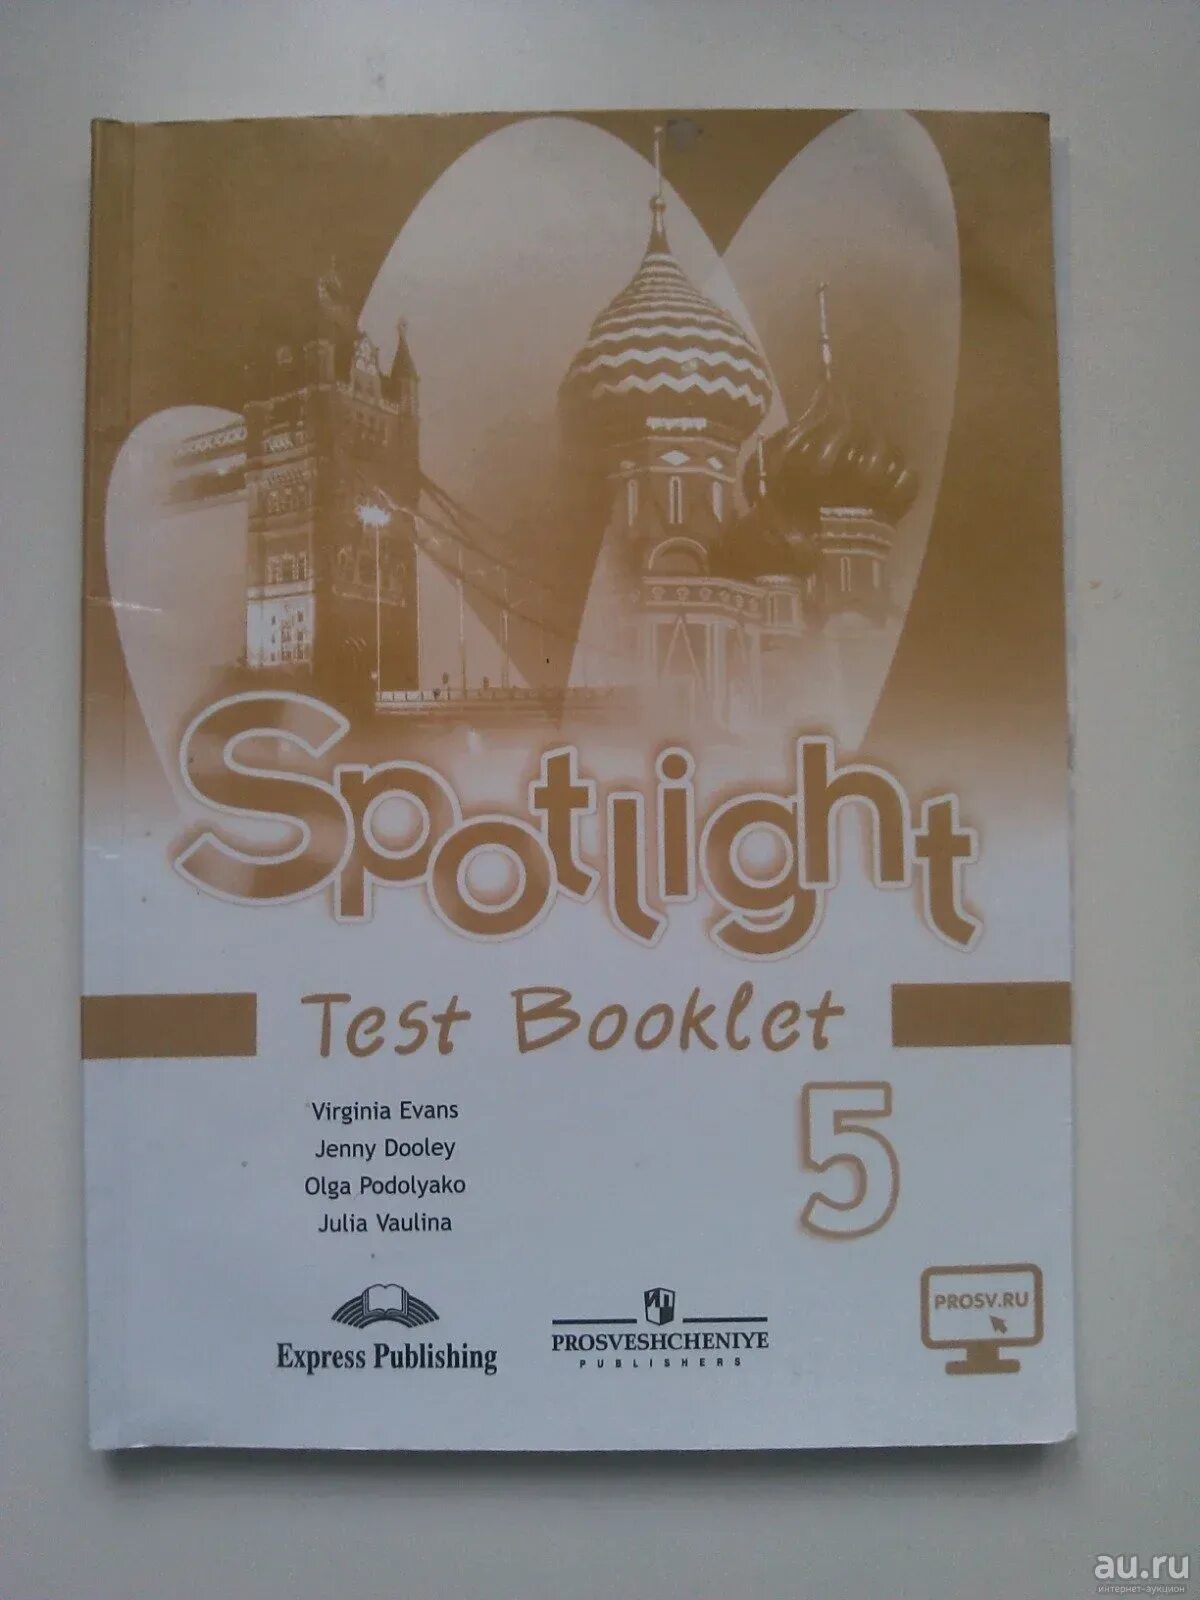 Spotlight
Test Booklet
5
Virginia Evans
Jenny Dooley
Olga Podolyako
Julia Vaulina
Express Publishing
PROSVESHCHENIYE
PUBLISHERS
PROSV.RU
au.ru
интернет-аукцион